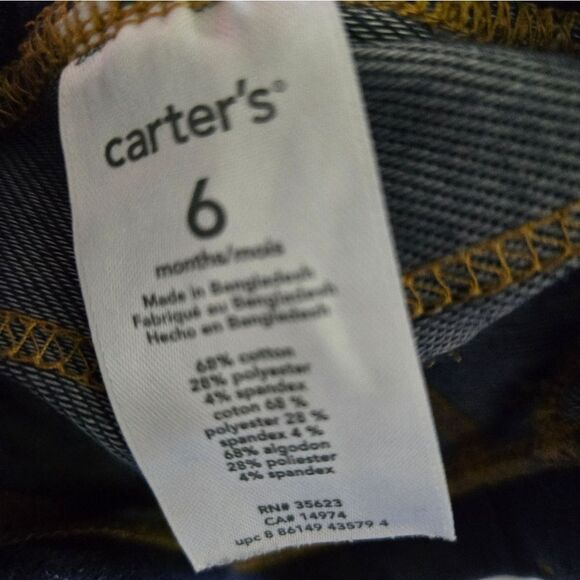 carter's®
6
months/mois
Made in Bangladesh
Fabriqué au Bangladesh
Hecho en Bangladesh
68% cotton
28% polyester
4% spandex
coton 68 %
polyester 28 %
spandex 4 %
68% algodon
28% poliester
4% spandex
RN# 35623
CA# 14974
upc 8 86149 43579 4